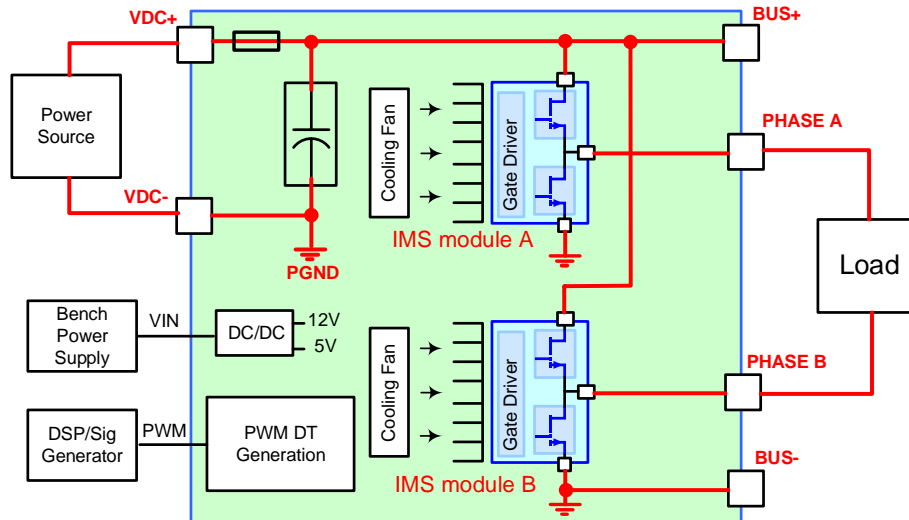 VDC+
BUS+
Power
Source
Cooling Fan
Gate Driver
PHASE A
VDC-
IMS module A
PGND
Load
Bench
Power
Supply
VIN
DC/DC
12V
5V
Cooling Fan
Gate Driver
PHASE B
DSP/Sig
Generator
PWM
PWM DT
Generation
IMS module B
BUS-